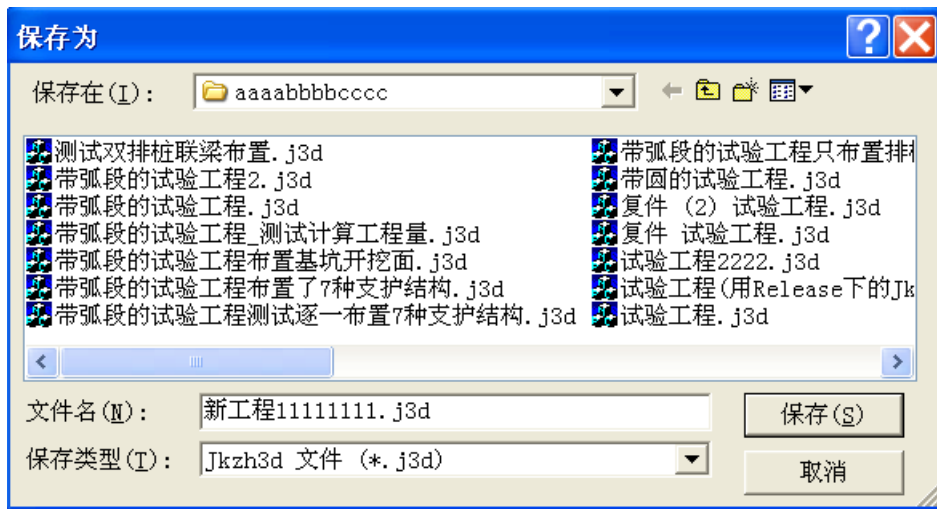 保存为
保存在(I): aaaabbbbcccc
测试双排桩联梁布置.j3d
带弧段的试验工程2.j3d
带弧段的试验工程.j3d
带弧段的试验工程_测试计算工程量.j3d
带弧段的试验工程布置基坑开挖面.j3d
带弧段的试验工程布置了7种支护结构.j3d
带弧段的试验工程测试逐一布置7种支护结构.j3d
带弧段的试验工程只布置排
带圆的试验工程.j3d
复件 (2) 试验工程.j3d
复件 试验工程.j3d
试验工程2222.j3d
试验工程(用Release下的Jk
试验工程.j3d
文件名(N): 新工程11111111.j3d
保存(S)
保存类型(T): Jkzh3d 文件 (*.j3d)
取消